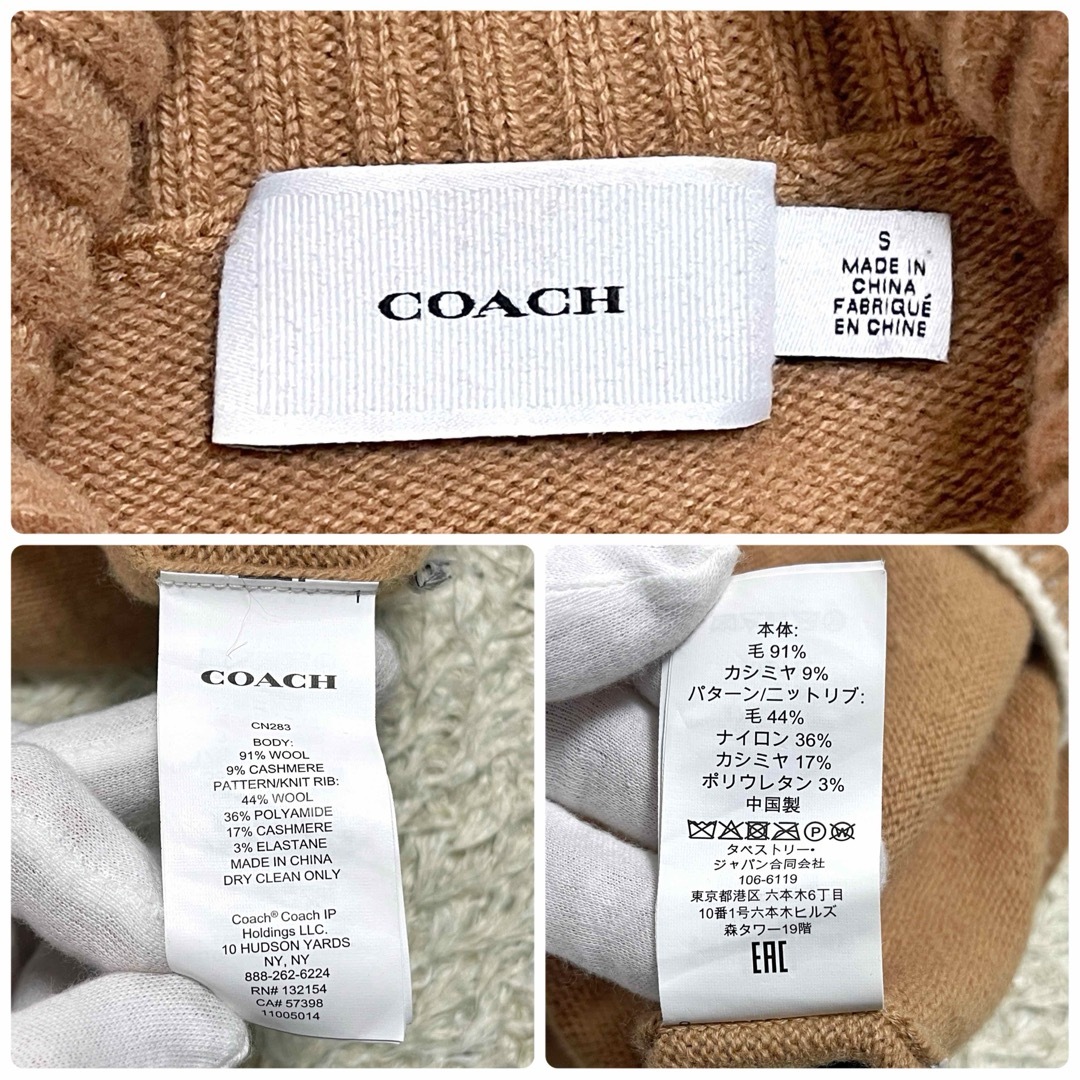 COACH
S
MADE IN
CHINA
FABRIQUÉ
EN CHINE
COACH
CN283
BODY:
91% WOOL
9% CASHMERE
PATTERN/KNIT RIB:
44% WOOL
36% POLYAMIDE
17% CASHMERE
3% ELASTANE
MADE IN CHINA
DRY CLEAN ONLY
Coach® Coach IP
Holdings LLC.
10 HUDSON YARDS
NY, NY
888-262-6224
RN# 132154
CA# 57398
11005014
本体:
毛 91%
カシミヤ 9%
パターン/ニットリブ:
毛 44%
ナイロン 36%
カシミヤ 17%
ポリウレタン 3%
中国製
タペストリー・
ジャパン合同会社
106-6119
東京都港区 六本木6丁目
10番1号六本木ヒルズ
森タワー19階
EAC